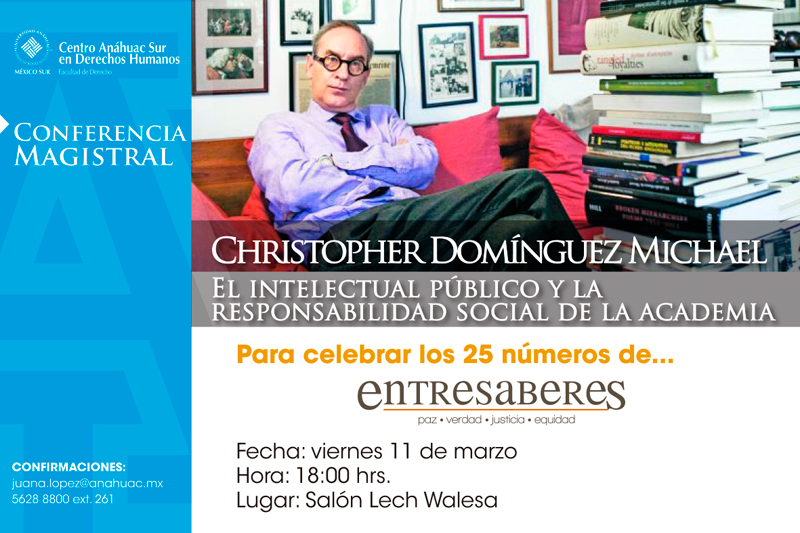 Centro Anáhuac Sur
en Derechos Humanos
Facultad de Derecho
MÉXICO SUR
CONFERENCIA
MAGISTRAL
CHRISTOPHER DOMÍNGUEZ MICHAEL
EL INTELECTUAL PÚBLICO Y LA
RESPONSABILIDAD SOCIAL DE LA ACADEMIA
Para celebrar los 25 números de...
entresaberes
paz • verdad • justicia • equidad
Fecha: viernes 11 de marzo
Hora: 18:00 hrs.
Lugar: Salón Lech Walesa
CONFIRMACIONES:
juana.lopez@anahuac.mx
5628 8800 ext. 261
BROKEN HIERARCHIES
HILL